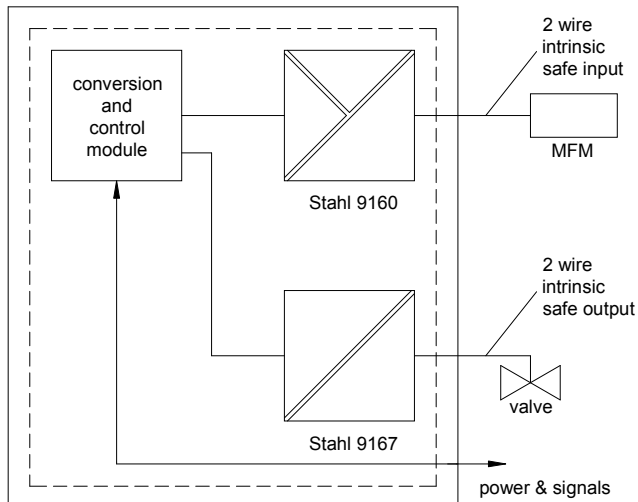 conversion
and
control
module
Stahl 9160
2 wire
intrinsic
safe input
MFM
2 wire
intrinsic
safe output
valve
Stahl 9167
power & signals